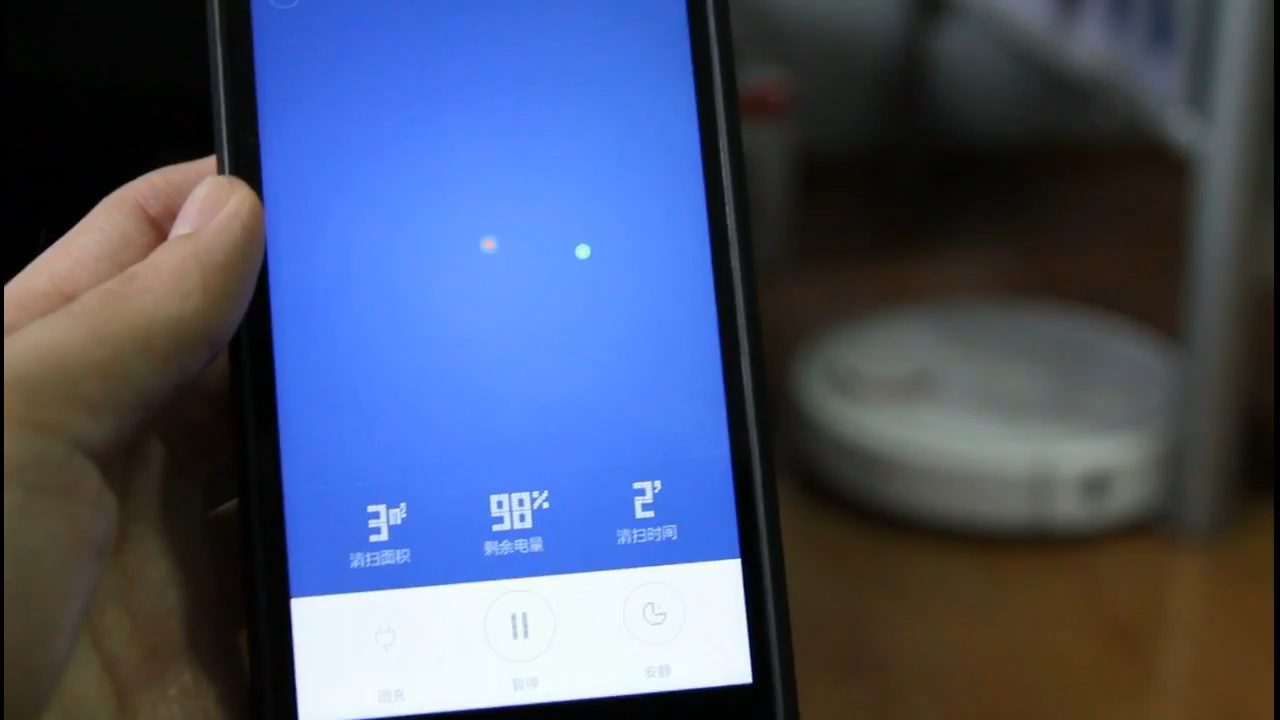 3m² 98% 2'
清扫面积 剩余电量 清扫时间
回充 暂停 安静